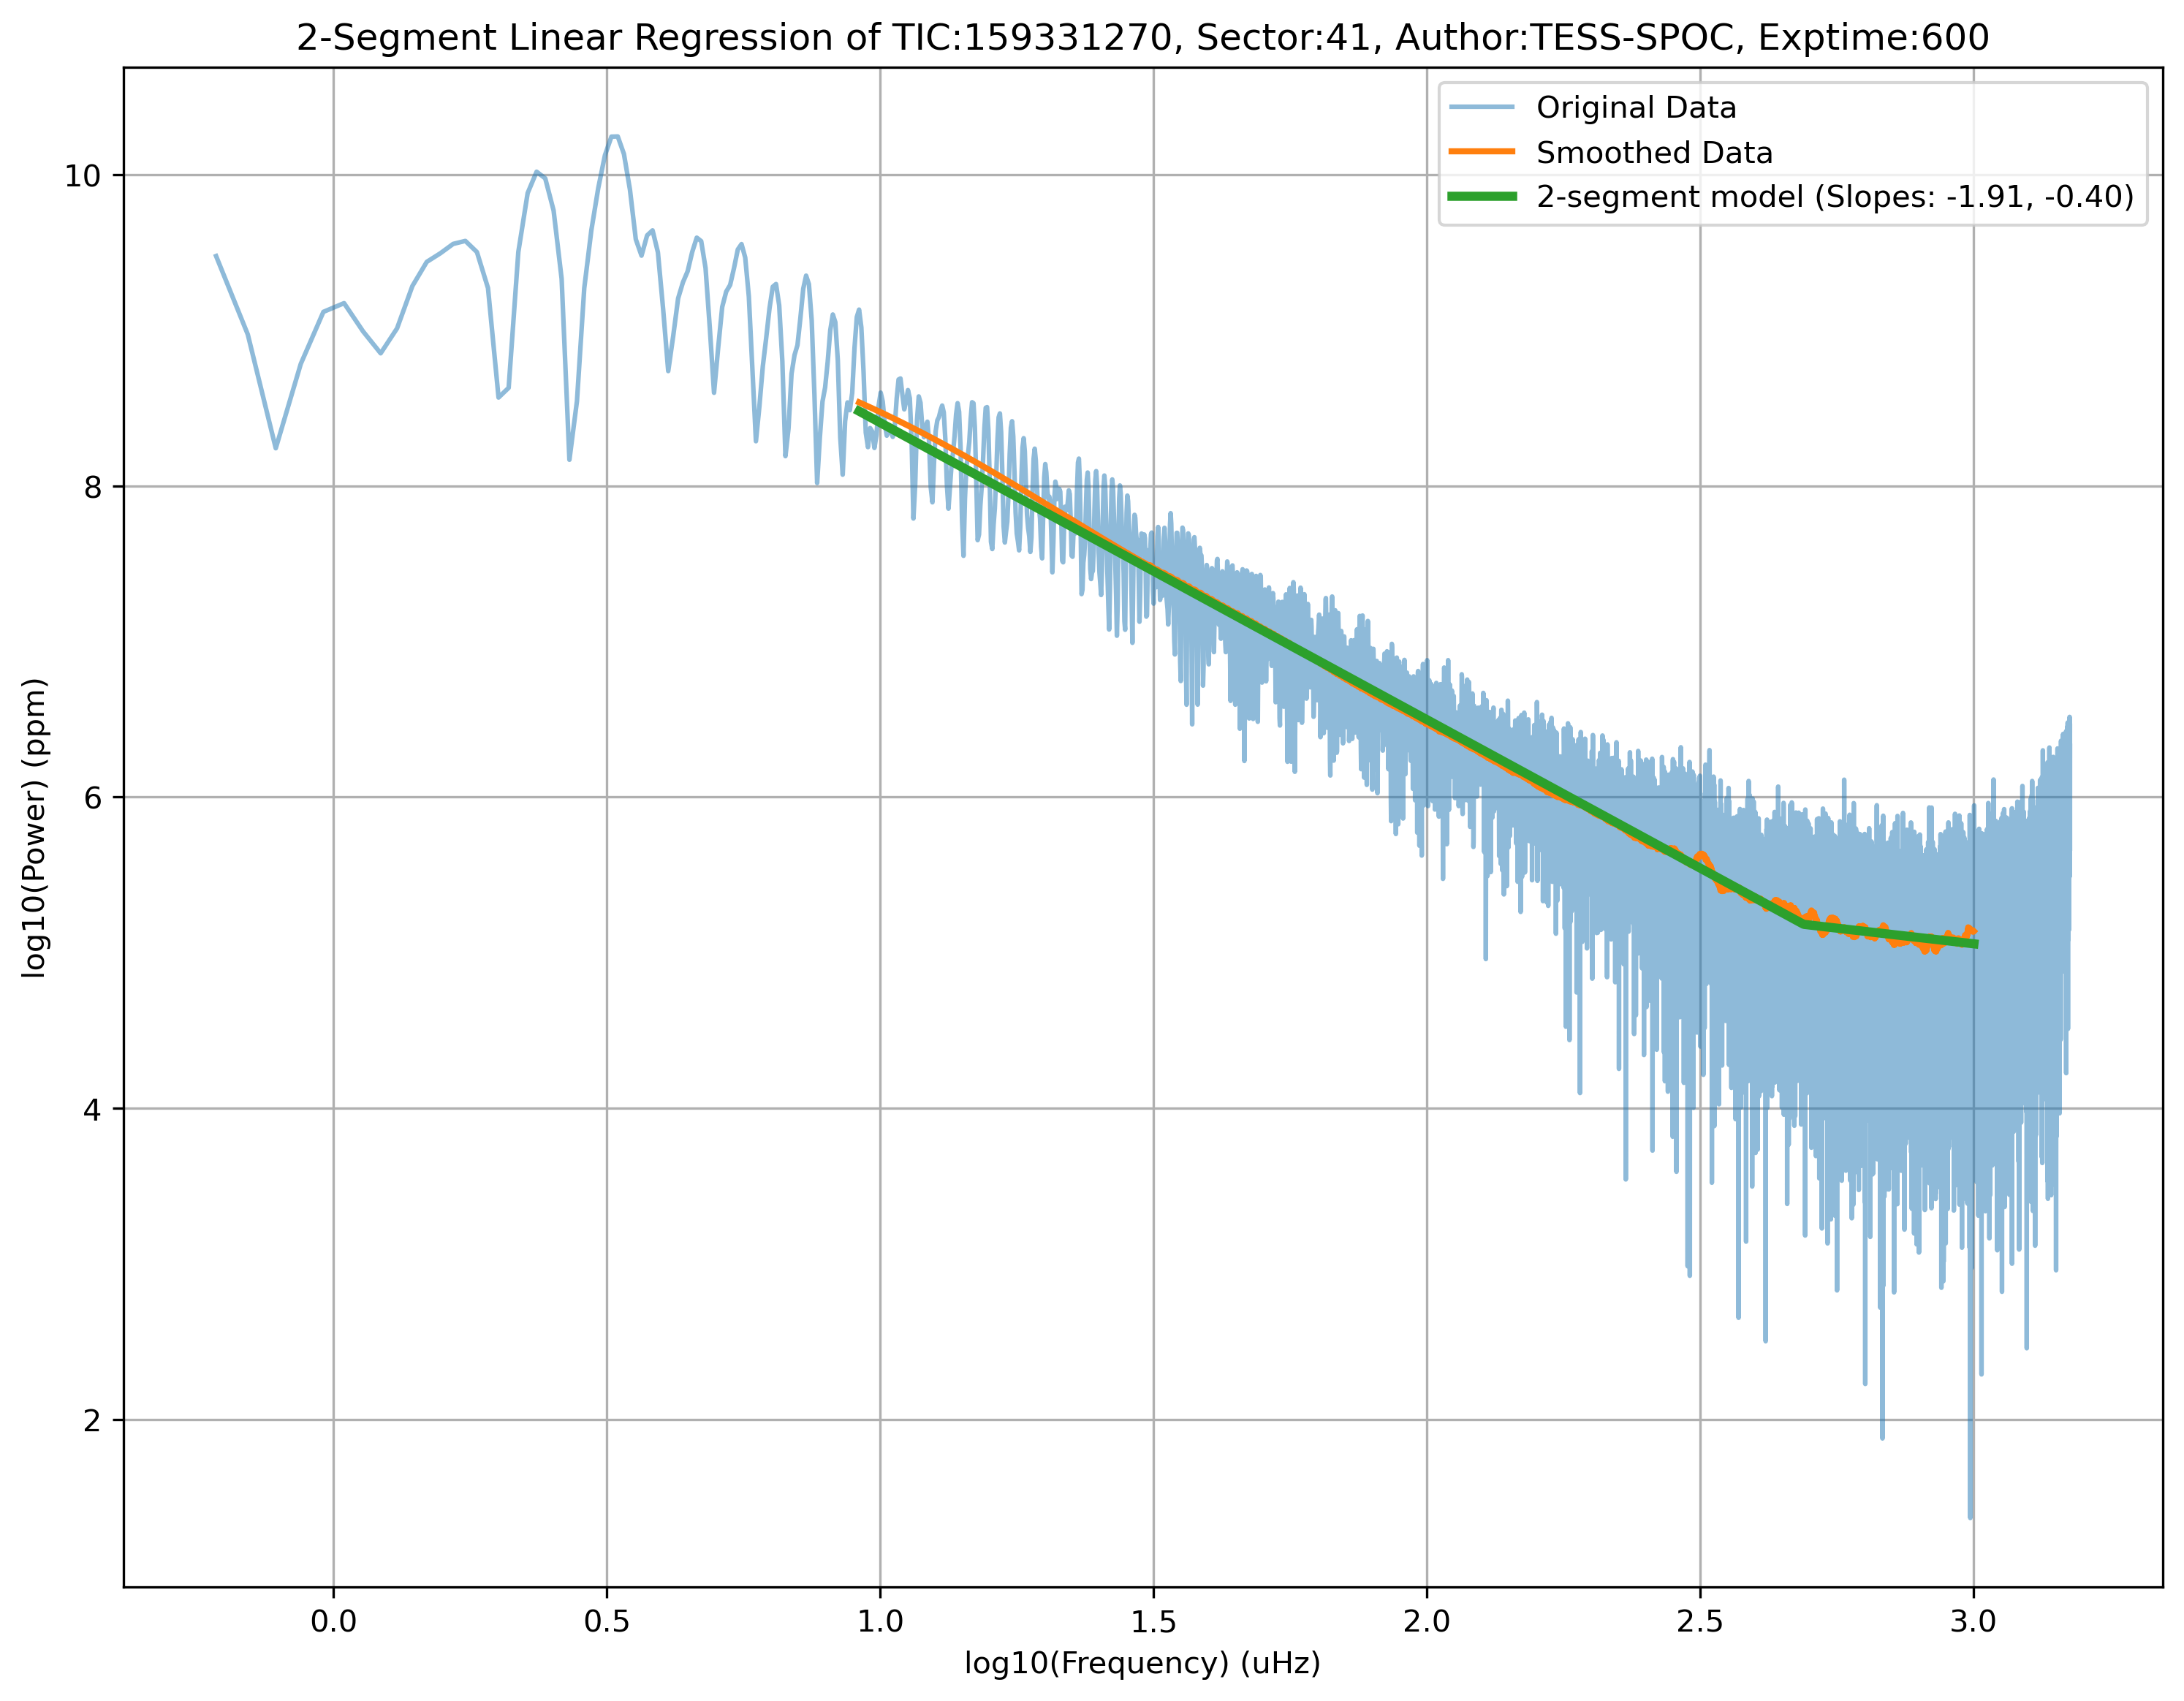 2-Segment Linear Regression of TIC:159331270, Sector:41, Author:TESS-SPOC, Exptime:600
Original Data
Smoothed Data
2-segment model (Slopes: -1.91, -0.40)
10
8
6
4
2
log10(Power) (ppm)
0.0 0.5 1.0 1.5 2.0 2.5 3.0
log10(Frequency) (uHz)